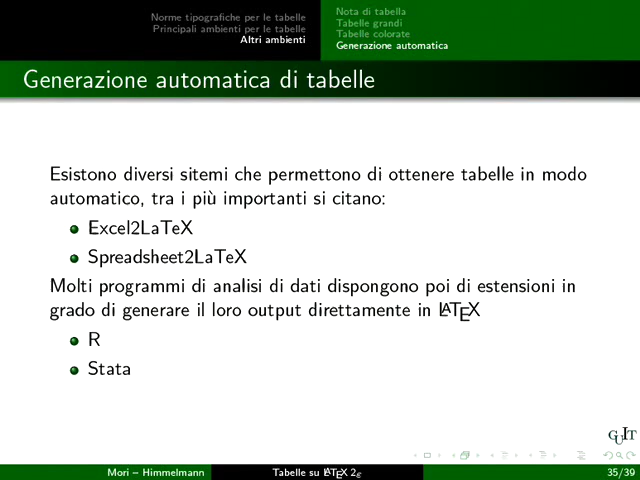 Norme tipografiche per le tabelle
Principali ambienti per le tabelle
Altri ambienti
Nota di tabella
Tabelle grandi
Tabelle colorate
Generazione automatica
Generazione automatica di tabelle
Esistono diversi sitemi che permettono di ottenere tabelle in modo
automatico, tra i più importanti si citano:
Excel2LaTeX
Spreadsheet2LaTeX
Molti programmi di analisi di dati dispongono poi di estensioni in
grado di generare il loro output direttamente in LATEX
R
Stata
GUIT
Mori – Himmelmann
Tabelle su LATEX 2ε
35/39